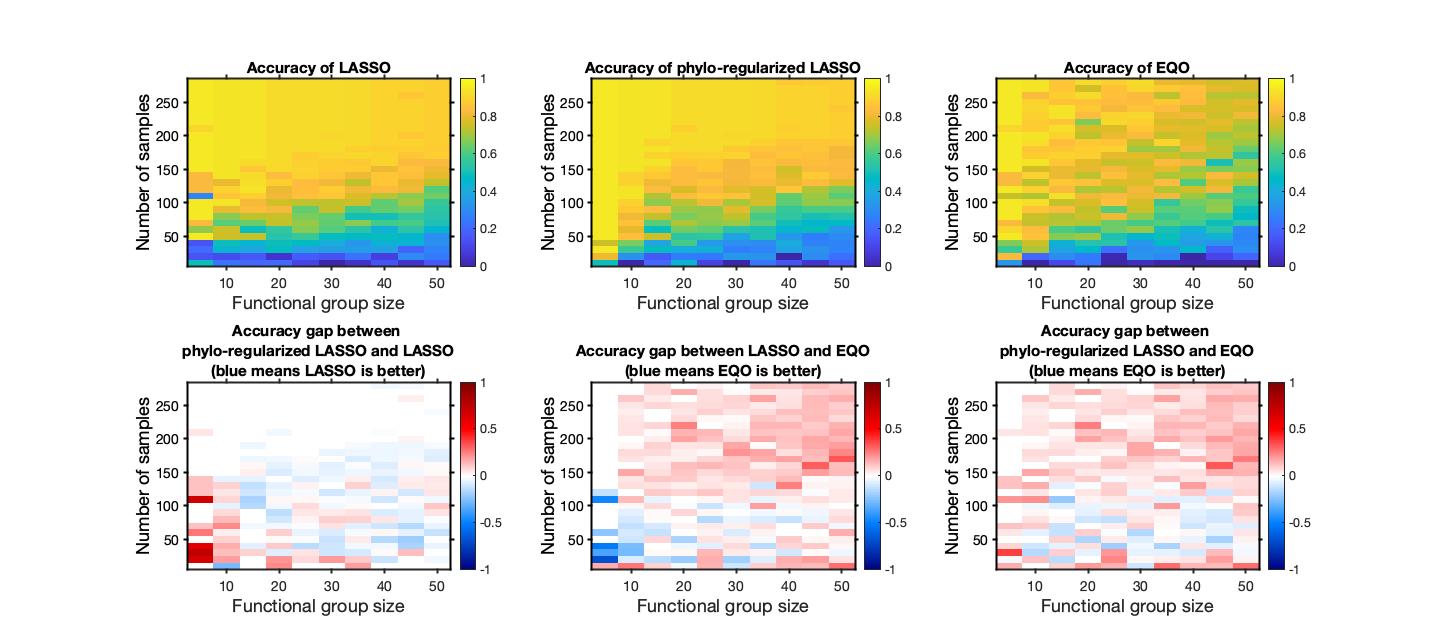 Accuracy of LASSO
Number of samples
250
200
150
100
50
10 20 30 40 50
Functional group size
1
0.8
0.6
0.4
0.2
0
Accuracy of phylo-regularized LASSO
Number of samples
250
200
150
100
50
10 20 30 40 50
Functional group size
1
0.8
0.6
0.4
0.2
0
Accuracy of EQO
Number of samples
250
200
150
100
50
10 20 30 40 50
Functional group size
1
0.8
0.6
0.4
0.2
0
Accuracy gap between
phylo-regularized LASSO and LASSO
(blue means LASSO is better)
Number of samples
250
200
150
100
50
10 20 30 40 50
Functional group size
1
0.5
0
-0.5
-1
Accuracy gap between LASSO and EQO
(blue means EQO is better)
Number of samples
250
200
150
100
50
10 20 30 40 50
Functional group size
1
0.5
0
-0.5
-1
Accuracy gap between
phylo-regularized LASSO and EQO
(blue means EQO is better)
Number of samples
250
200
150
100
50
10 20 30 40 50
Functional group size
1
0.5
0
-0.5
-1